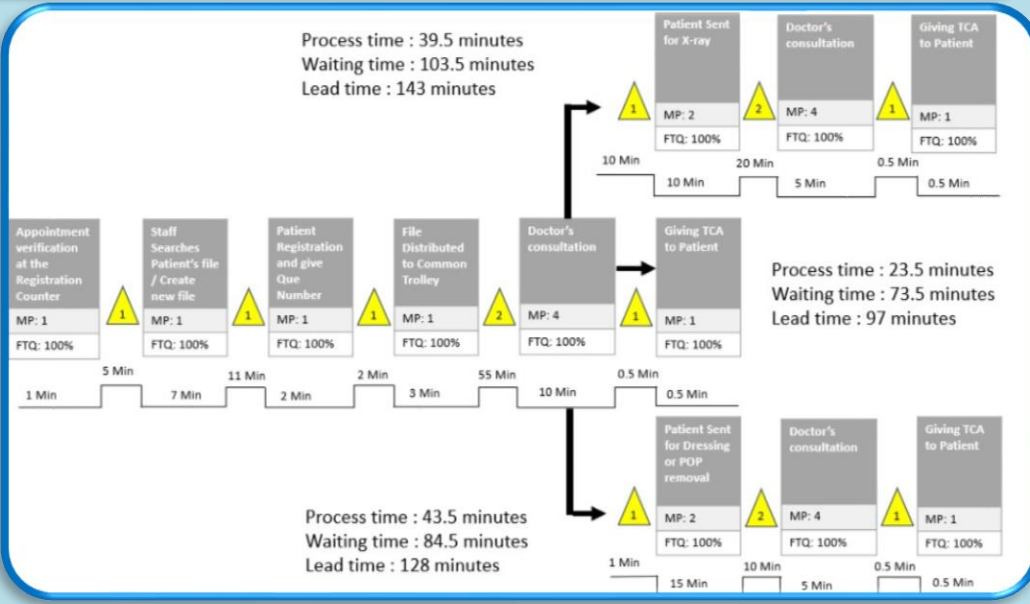 Process time : 39.5 minutes
Waiting time : 103.5 minutes
Lead time : 143 minutes
Patient Sent
for X-ray
MP: 2
FTQ: 100%
Doctor's
consultation
MP: 4
FTQ: 100%
Giving TCA
to Patient
MP: 1
FTQ: 100%
1
2
1
10 Min
10 Min
20 Min
5 Min
0.5 Min
0.5 Min
Appointment
verification
at the
Registration
Counter
MP: 1
FTQ: 100%
1
Staff
Searches
Patient's file
/ Create
new file
MP: 1
FTQ: 100%
1
Patient
Registration
and give
Que
Number
MP: 1
FTQ: 100%
1
File
Distributed
to Common
Trolley
MP: 1
FTQ: 100%
2
Doctor's
consultation
MP: 4
FTQ: 100%
1
Giving TCA
to Patient
MP: 1
FTQ: 100%
1 Min
5 Min
7 Min
11 Min
2 Min
2 Min
3 Min
55 Min
10 Min
0.5 Min
0.5 Min
Process time : 23.5 minutes
Waiting time : 73.5 minutes
Lead time : 97 minutes
Process time : 43.5 minutes
Waiting time : 84.5 minutes
Lead time : 128 minutes
1
Patient Sent
for Dressing
or POP
removal
MP: 2
FTQ: 100%
2
Doctor's
consultation
MP: 4
FTQ: 100%
1
Giving TCA
to Patient
MP: 1
FTQ: 100%
1 Min
15 Min
10 Min
5 Min
0.5 Min
0.5 Min